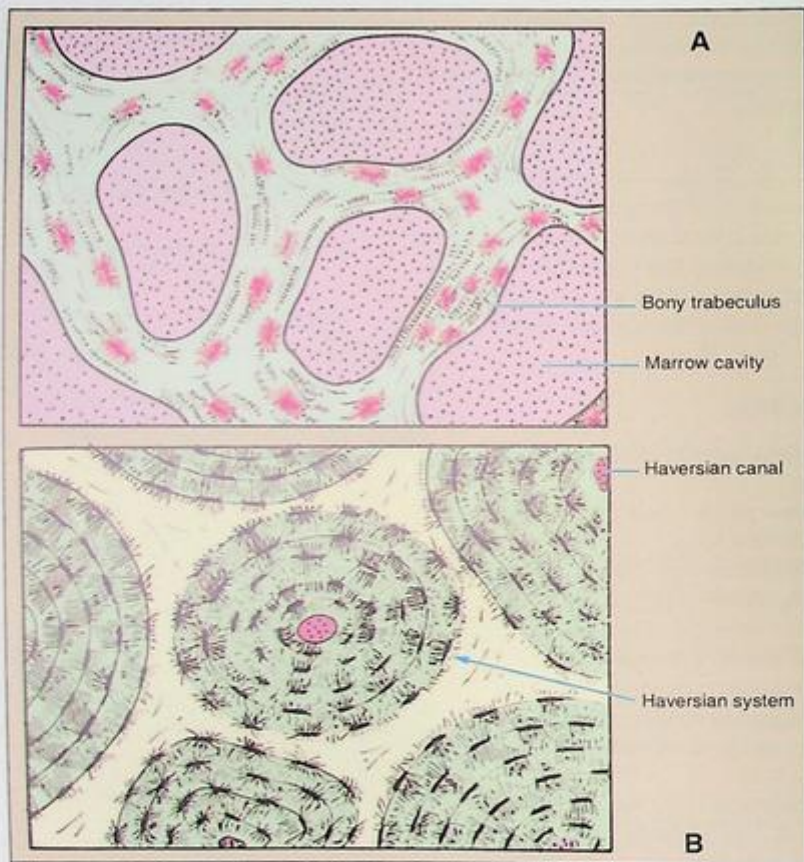 A
Bony trabeculus
Marrow cavity
Haversian canal
Haversian system
B